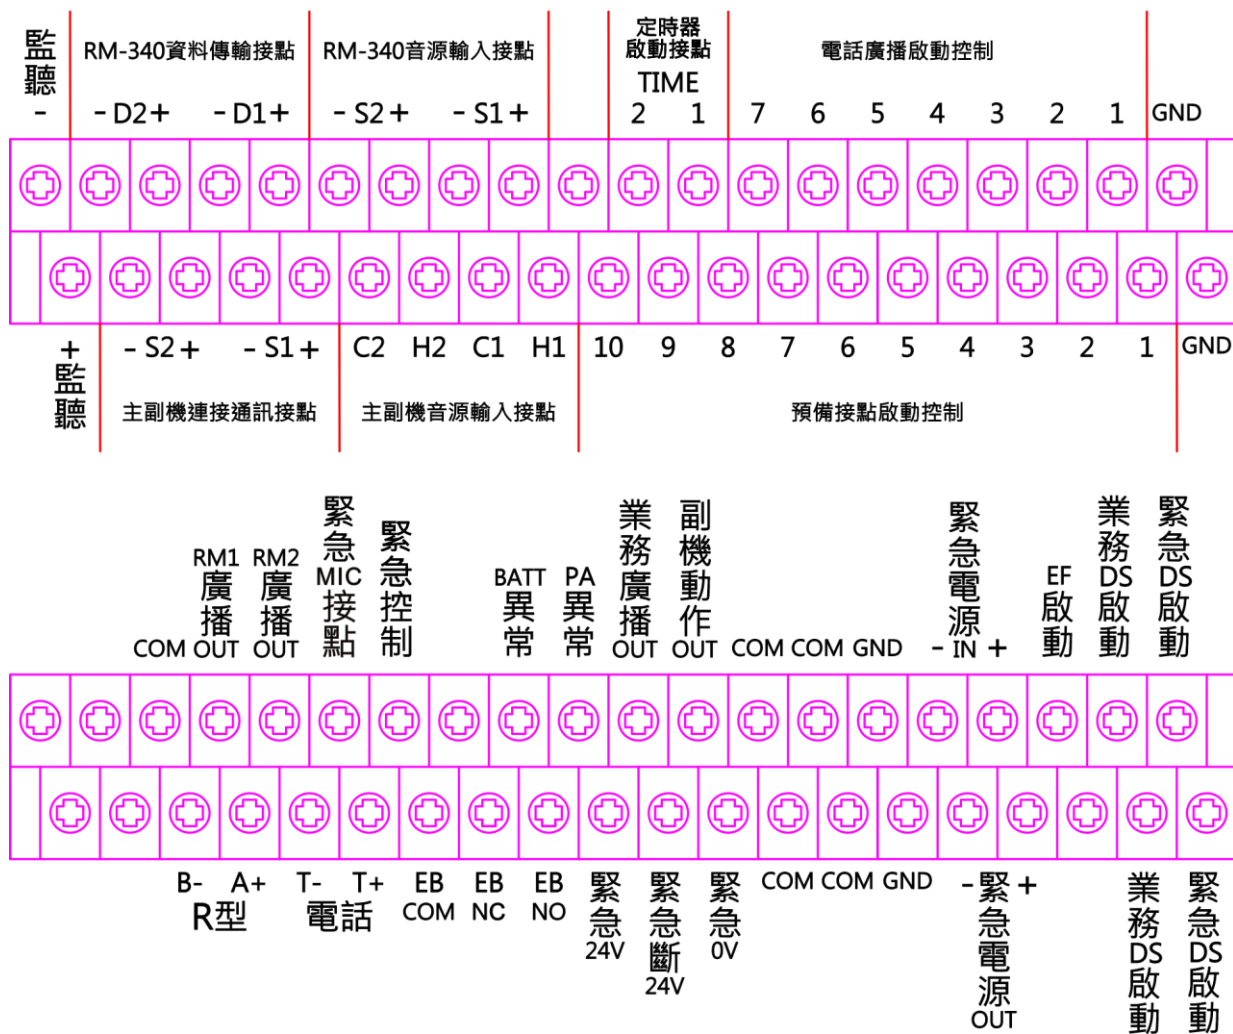 監聽
-
RM-340資料傳輸接點
- D2 + - D1 +
RM-340音源輸入接點
- S2 + - S1 +
定時器
啟動接點
TIME
2 1
電話廣播啟動控制
7 6 5 4 3 2 1
GND
+
監聽
- S2 + - S1 +
主副機連接通訊接點
C2 H2 C1 H1
主副機音源輸入接點
10 9 8 7 6 5 4 3 2 1
預備接點啟動控制
GND
COM
RM1
廣播
OUT
RM2
廣播
OUT
緊急
MIC
接點
緊急控制
BATT
異常
PA
異常
業務廣播
OUT
副機動作
OUT
COM COM GND
緊急電源
- IN +
EF
啟動
業務
DS
啟動
緊急
DS
啟動
B- A+
R型
T- T+
電話
EB
COM
EB
NC
EB
NO
緊急
24V
緊急斷
24V
緊急
0V
COM COM GND
- 緊 +
急電源
OUT
業務
DS
啟動
緊急
DS
啟動